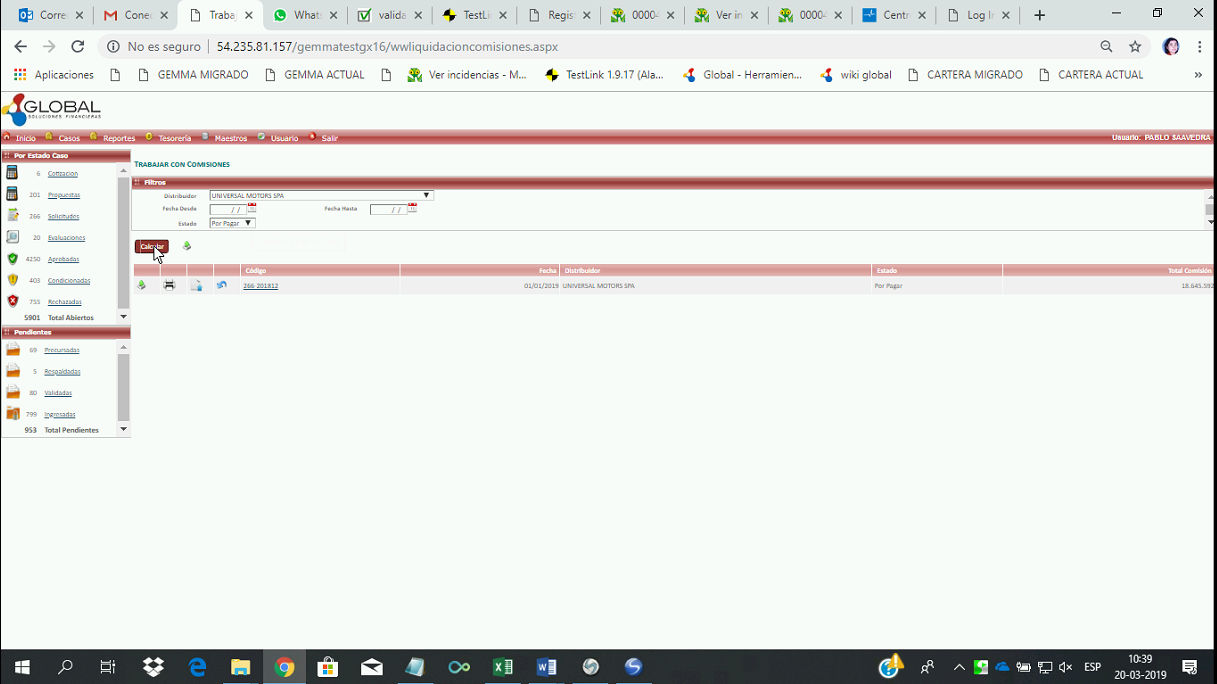 Corre
Cone
Traba
What
valida
TestLi
Regis
0000
Ver in
0000
Centr
Log I
No es seguro
54.235.81.157/gemmatestgx16/wwliquidacioncomisiones.aspx
Aplicaciones
GEMMA MIGRADO
GEMMA ACTUAL
Ver incidencias - M...
TestLink 1.9.17 (Ala...
Global - Herramien...
wiki global
CARTERA MIGRADO
CARTERA ACTUAL
»
GLOBAL
SOLUCIONES FINANCIERAS
Inicio Casos Reportes Tesorería Maestros Usuario Salir
Usuario: PABLO SAAVEDRA
Por Estado Caso
6 Cotizacion
201 Propuestas
266 Solicitudes
20 Evaluaciones
4250 Aprobadas
403 Condicionadas
755 Rechazadas
5901 Total Abiertos
Pendientes
69 Precursadas
5 Respaldadas
80 Validadas
799 Ingresadas
953 Total Pendientes
TRABAJAR CON COMISIONES
Filtros
Distribuidor UNIVERSAL MOTORS SPA
Fecha Desde / / Fecha Hasta / /
Estado Por Pagar
Calcular
Código Fecha Distribuidor Estado Total Comisión
266-201812 01/01/2019 UNIVERSAL MOTORS SPA Por Pagar 18.645.592
ESP
10:39
20-03-2019